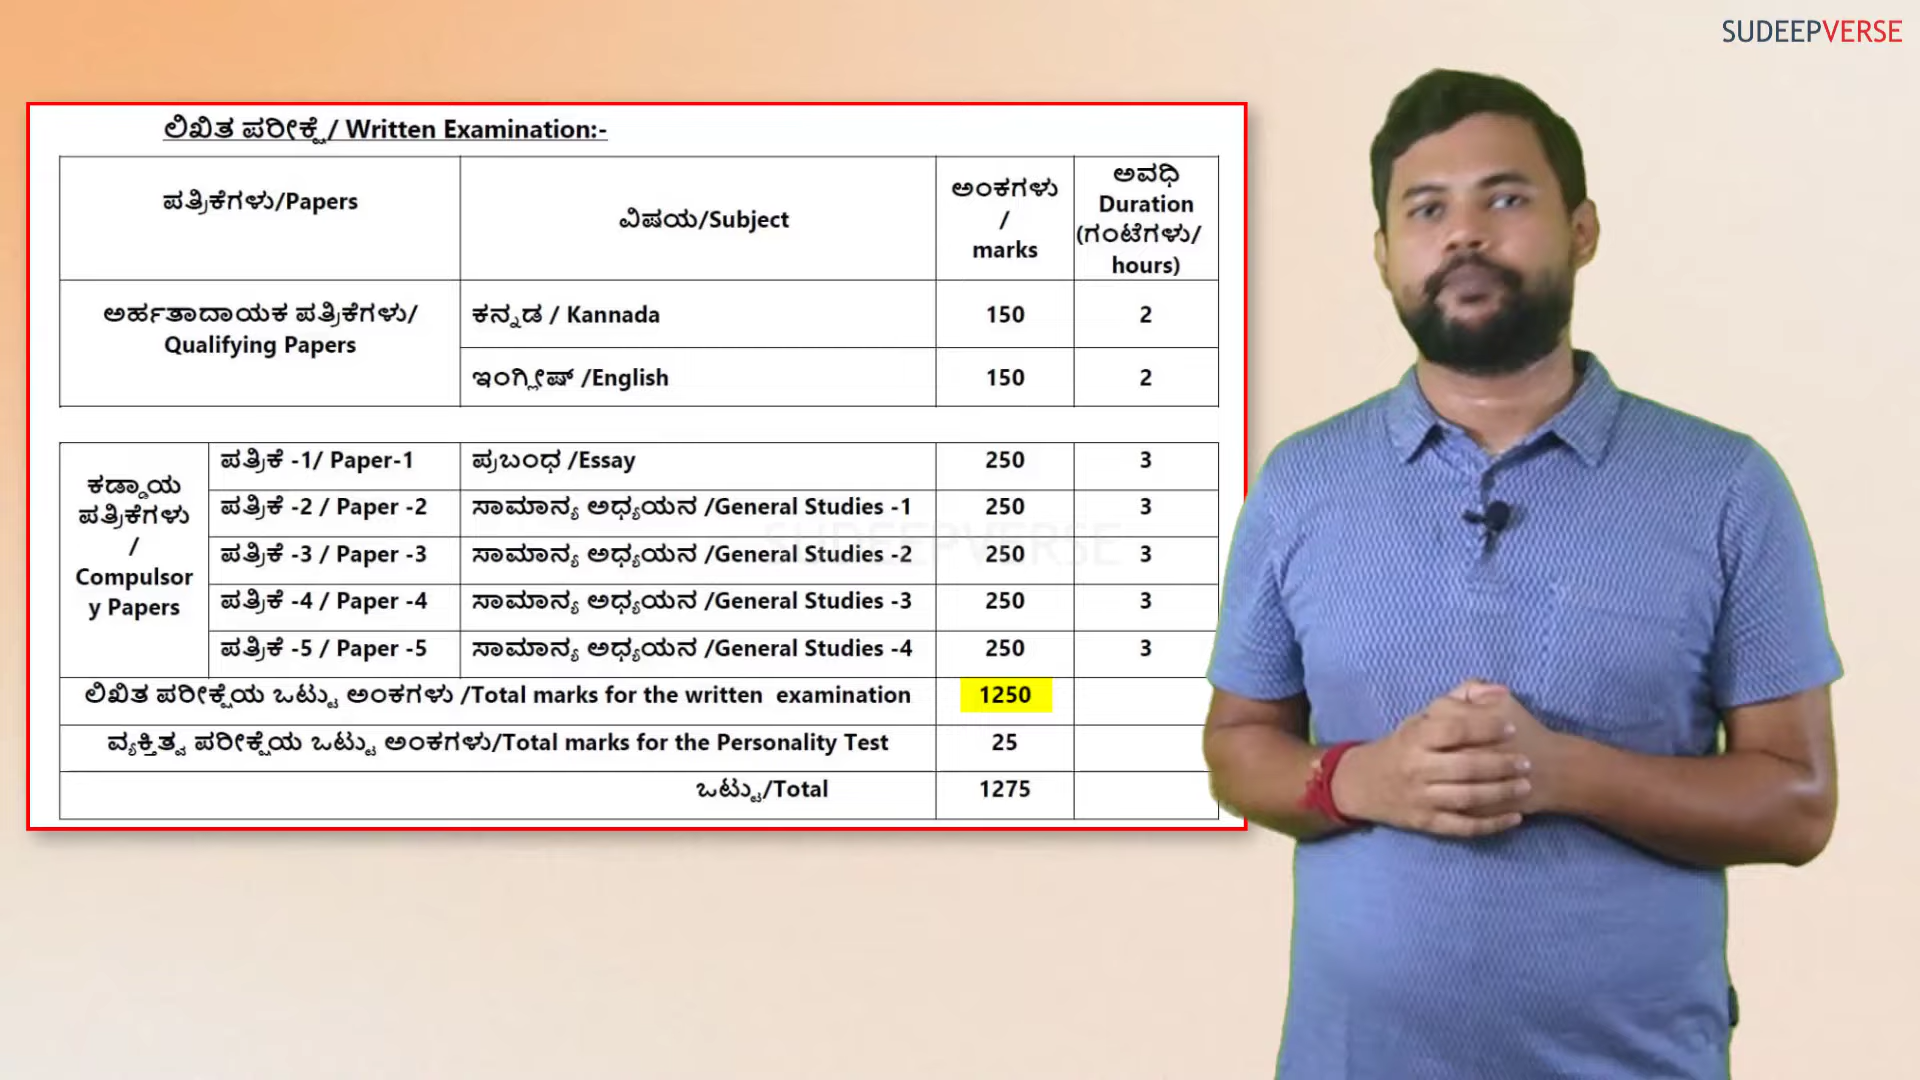 SUDEEPVERSE
ಲಿಖಿತ ಪರೀಕ್ಷೆ/ Written Examination:-
ಪತ್ರಿಕೆಗಳು/Papers
ವಿಷಯ/Subject
ಅಂಕಗಳು
/
marks
ಅವಧಿ
Duration
(ಗಂಟೆಗಳು/
hours)
ಅರ್ಹತಾದಾಯಕ ಪತ್ರಿಕೆಗಳು/
Qualifying Papers
ಕನ್ನಡ / Kannada 150 2
ಇಂಗ್ಲೀಷ್ /English 150 2
ಕಡ್ಡಾಯ
ಪತ್ರಿಕೆಗಳು
/
Compulsor
y Papers
ಪತ್ರಿಕೆ -1/ Paper-1 ಪ್ರಬಂಧ /Essay 250 3
ಪತ್ರಿಕೆ -2 / Paper -2 ಸಾಮಾನ್ಯ ಅಧ್ಯಯನ /General Studies -1 250 3
ಪತ್ರಿಕೆ -3 / Paper -3 ಸಾಮಾನ್ಯ ಅಧ್ಯಯನ /General Studies -2 250 3
ಪತ್ರಿಕೆ -4 / Paper -4 ಸಾಮಾನ್ಯ ಅಧ್ಯಯನ /General Studies -3 250 3
ಪತ್ರಿಕೆ -5 / Paper -5 ಸಾಮಾನ್ಯ ಅಧ್ಯಯನ /General Studies -4 250 3
SUDEEPVERSE
ಲಿಖಿತ ಪರೀಕ್ಷೆಯ ಒಟ್ಟು ಅಂಕಗಳು /Total marks for the written examination 1250
ವ್ಯಕ್ತಿತ್ವ ಪರೀಕ್ಷೆಯ ಒಟ್ಟು ಅಂಕಗಳು/Total marks for the Personality Test 25
ಒಟ್ಟು/Total 1275